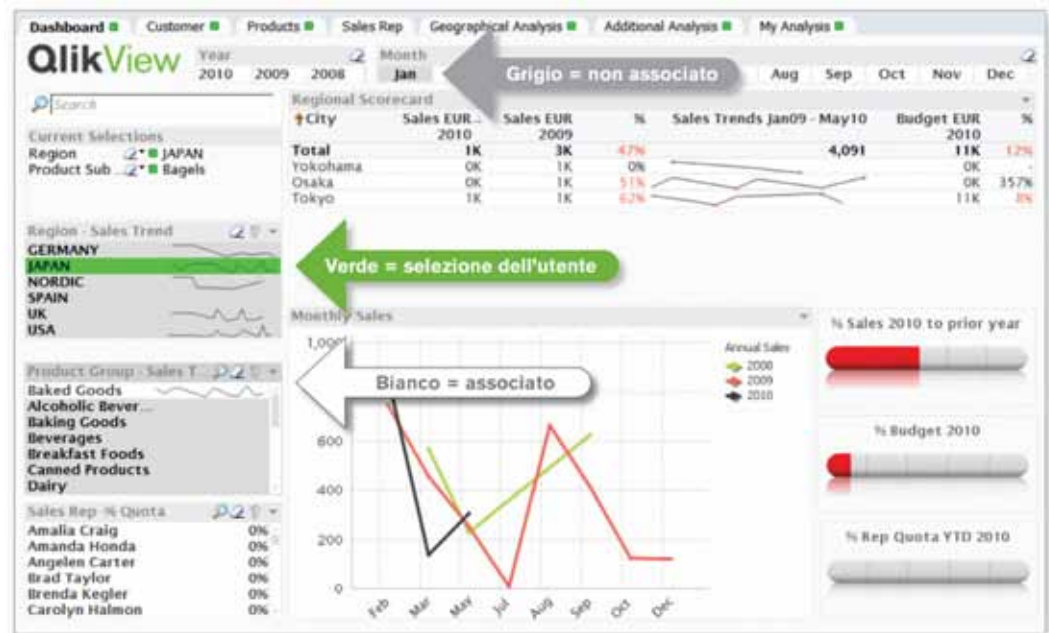 Dashboard Customer Products Sales Rep Geographical Analysis Additional Analysis My Analysis
QlikView
Year
2010 2009 2008
Month
Jan Aug Sep Oct Nov Dec
Grigio = non associato
Search
Current Selections
Region JAPAN
Product Sub... Bagels
Regional Scorecard
City Sales EUR... 2010 Sales EUR 2009 % Sales Trends Jan09 - May10 Budget EUR 2010 %
Total 1K 3K 47% 4,091 11K 12%
Yokohama 0K 1K 0% 0K -
Osaka 0K 1K 51% 0K 357%
Tokyo 1K 1K 62% 11K 8%
Region - Sales Trend
GERMANY
JAPAN
NORDIC
SPAIN
UK
USA
Verde = selezione dell'utente
Product Group - Sales T...
Baked Goods
Alcoholic Bever...
Baking Goods
Beverages
Breakfast Foods
Canned Products
Dairy
Bianco = associato
Sales Rep -% Quota
Amalia Craig 0%
Amanda Honda 0%
Angelen Carter 0%
Brad Taylor 0%
Brenda Kegler 0%
Carolyn Halmon 0%
Monthly Sales
600
400
200
0
Feb Mar May Jul Aug Sep Oct Dec
Annual Sales
2008
2009
2010
% Sales 2010 to prior year
% Budget 2010
% Rep Quota YTD 2010